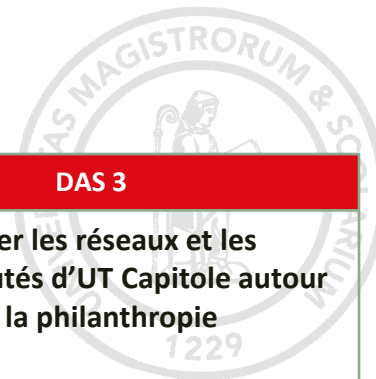 MAGISTRORUM &
1229
DAS 3
er les réseaux et les
utés d’UT Capitole autour
la philanthropie